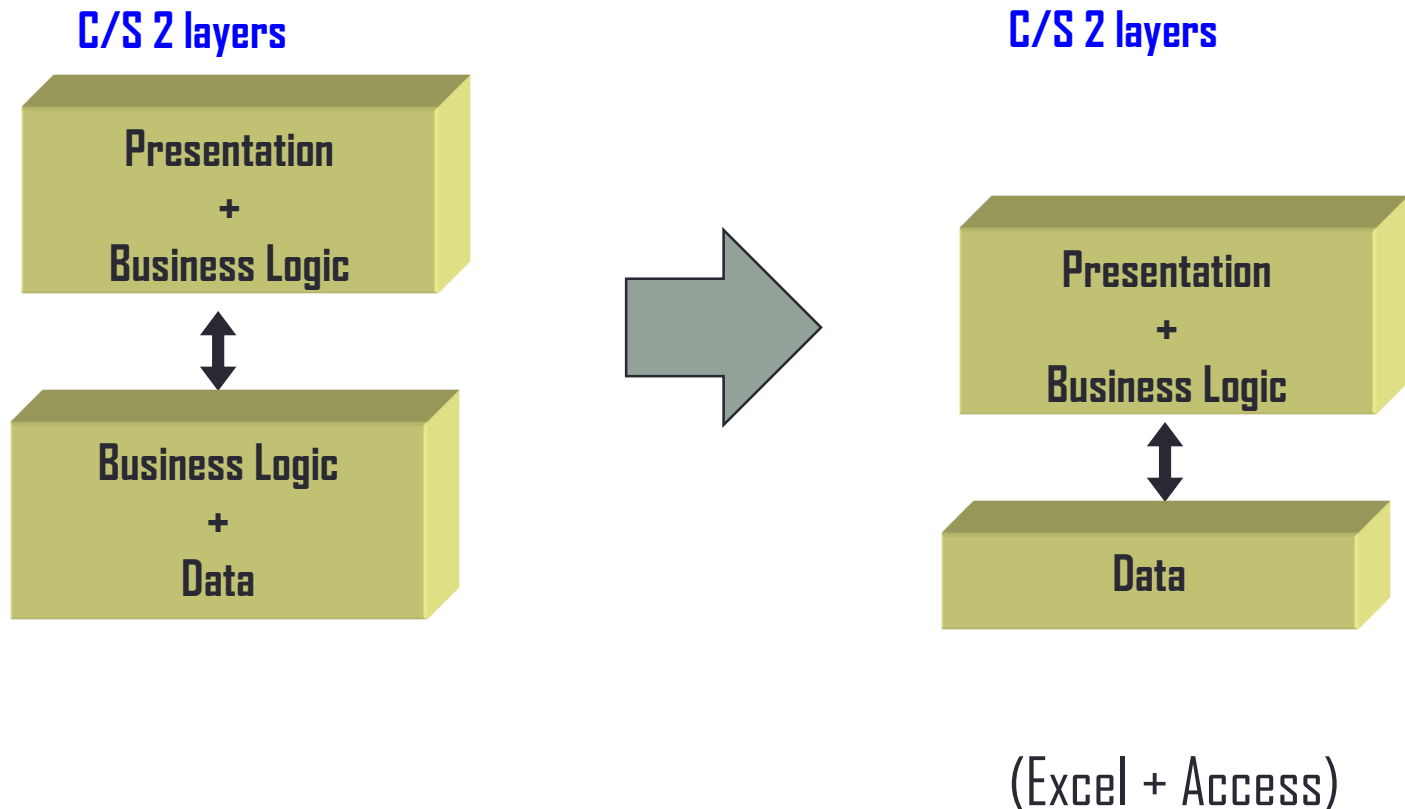 C/S 2 layers
Presentation
+
Business Logic
Business Logic
+
Data
C/S 2 layers
Presentation
+
Business Logic
Data
(Excel + Access)